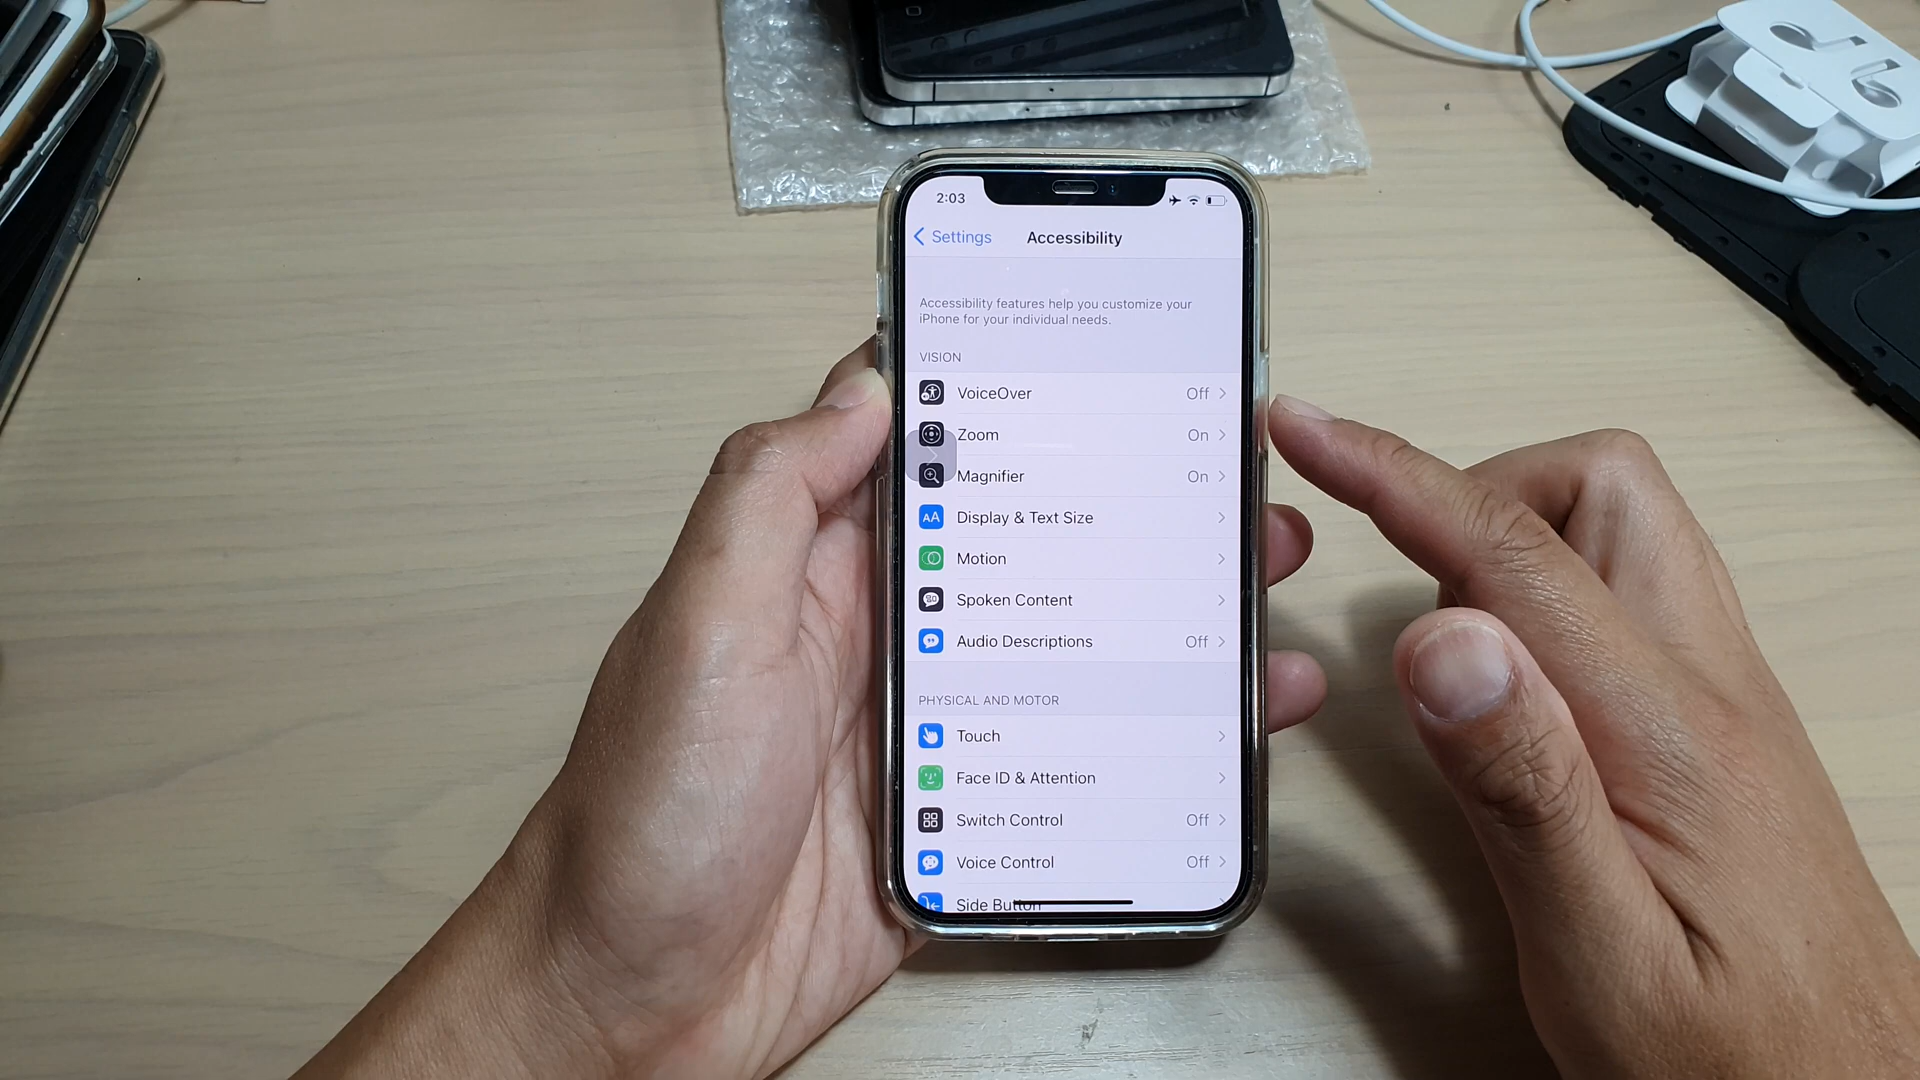 2:03
Settings
Accessibility
Accessibility features help you customize your
iPhone for your individual needs.
VISION
VoiceOver Off
Zoom On
Magnifier On
AA Display & Text Size
Motion
Spoken Content
Audio Descriptions Off
PHYSICAL AND MOTOR
Touch
Face ID & Attention
Switch Control Off
Voice Control Off
Side Button